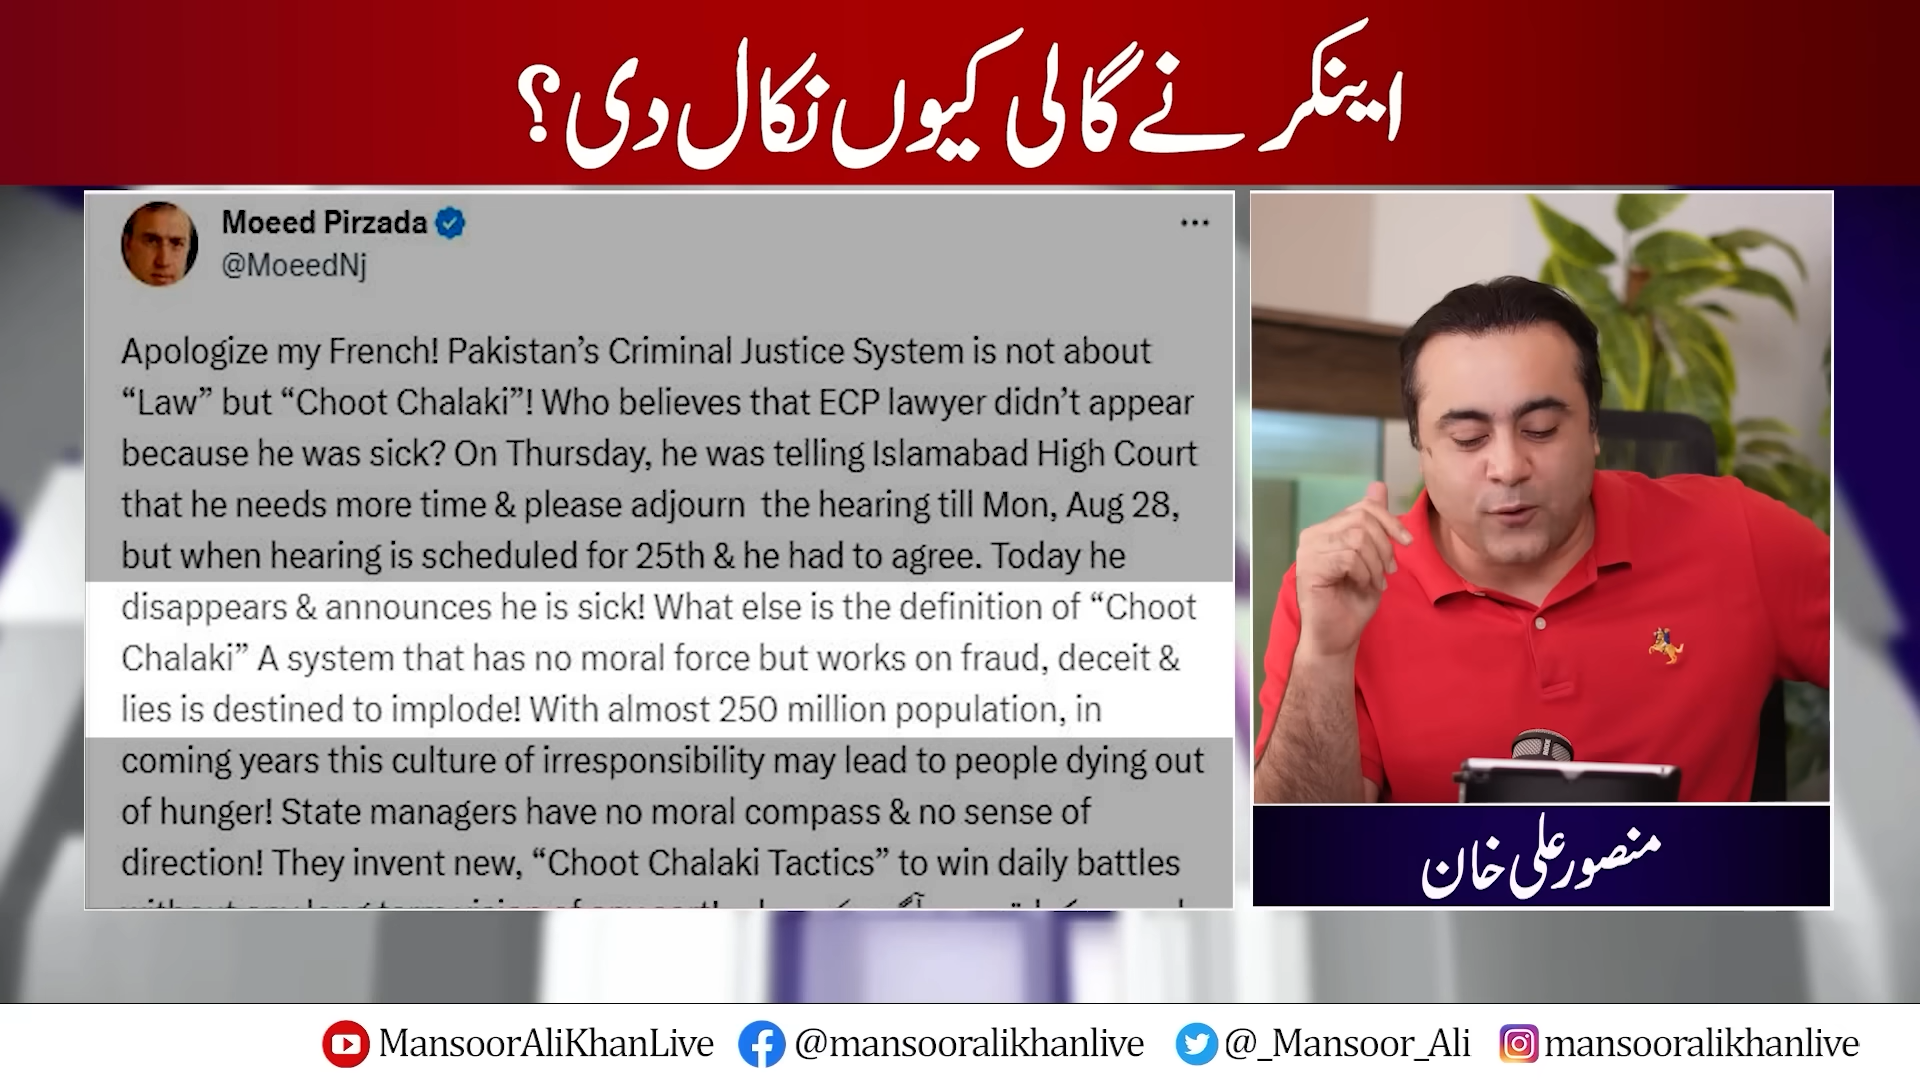 اینکر نے گالی کیوں نکال دی؟
Moeed Pirzada
@MoeedNj
Apologize my French! Pakistan’s Criminal Justice System is not about
“Law” but “Choot Chalaki”! Who believes that ECP lawyer didn’t appear
because he was sick? On Thursday, he was telling Islamabad High Court
that he needs more time & please adjourn the hearing till Mon, Aug 28,
but when hearing is scheduled for 25th & he had to agree. Today he
disappears & announces he is sick! What else is the definition of “Choot
Chalaki” A system that has no moral force but works on fraud, deceit &
lies is destined to implode! With almost 250 million population, in
coming years this culture of irresponsibility may lead to people dying out
of hunger! State managers have no moral compass & no sense of
direction! They invent new, “Choot Chalaki Tactics” to win daily battles
منصور علی خان
MansoorAliKhanLive @mansooralikhanlive @_Mansoor_Ali mansooralikhanlive